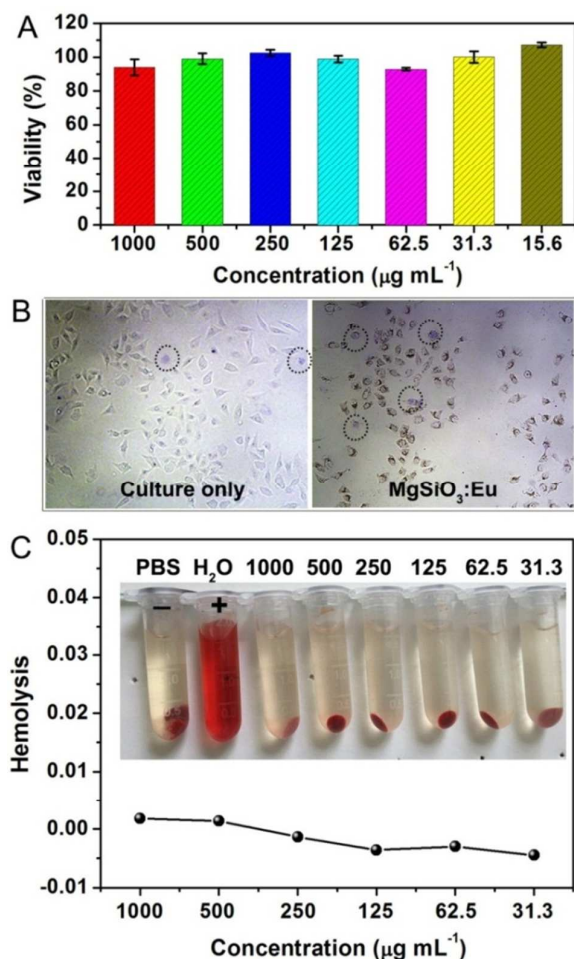 A
Viability (%)
120
100
80
60
40
20
0
1000 500 250 125 62.5 31.3 15.6
Concentration (μg mL⁻¹)
B
Culture only
MgSiO₃:Eu
C
Hemolysis
0.05
0.04
0.03
0.02
0.01
0.00
-0.01
PBS H₂O 1000 500 250 125 62.5 31.3
− +
1000 500 250 125 62.5 31.3
Concentration (μg mL⁻¹)